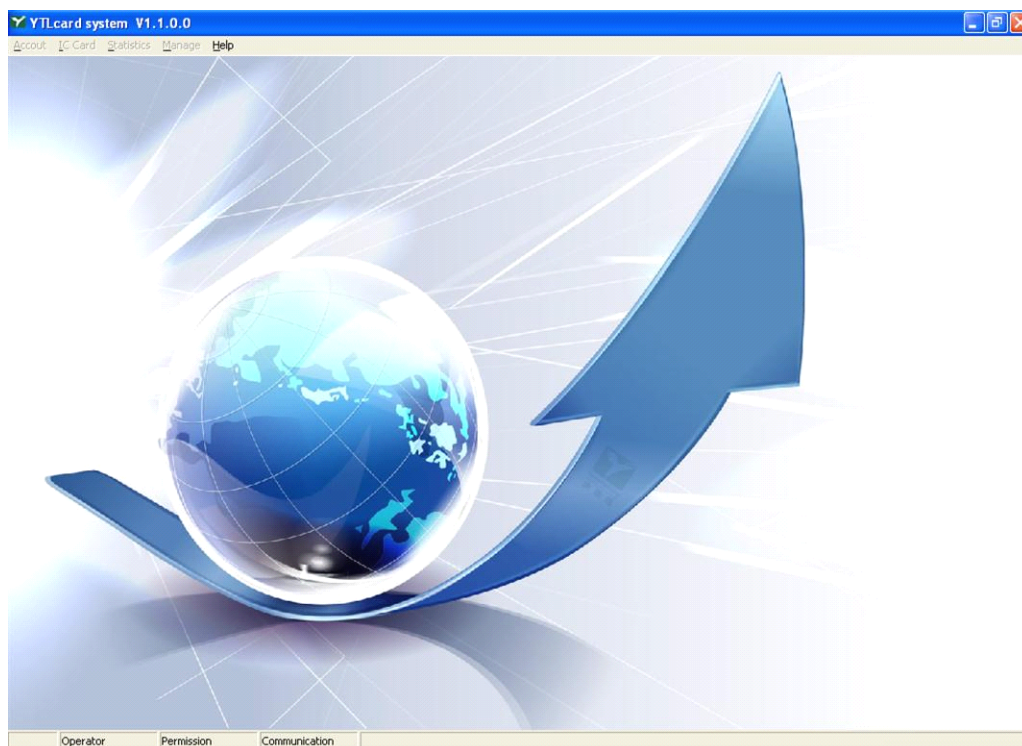 YTLcard system V1.1.0.0
Accout IC Card Statistics Manage Help
Operator Permission Communication